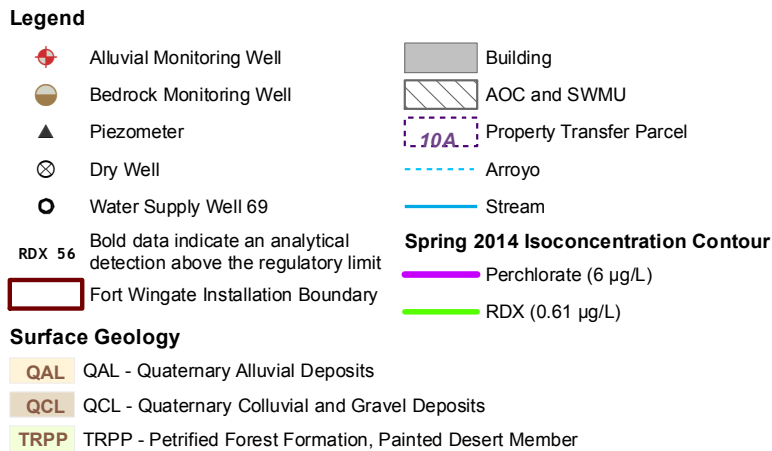 Legend
Alluvial Monitoring Well
Bedrock Monitoring Well
Piezometer
Dry Well
Water Supply Well 69
RDX 56
Bold data indicate an analytical
detection above the regulatory limit
Fort Wingate Installation Boundary
Building
AOC and SWMU
10A Property Transfer Parcel
Arroyo
Stream
Spring 2014 Isoconcentration Contour
Perchlorate (6 µg/L)
RDX (0.61 µg/L)
Surface Geology
QAL QAL - Quaternary Alluvial Deposits
QCL QCL - Quaternary Colluvial and Gravel Deposits
TRPP TRPP - Petrified Forest Formation, Painted Desert Member